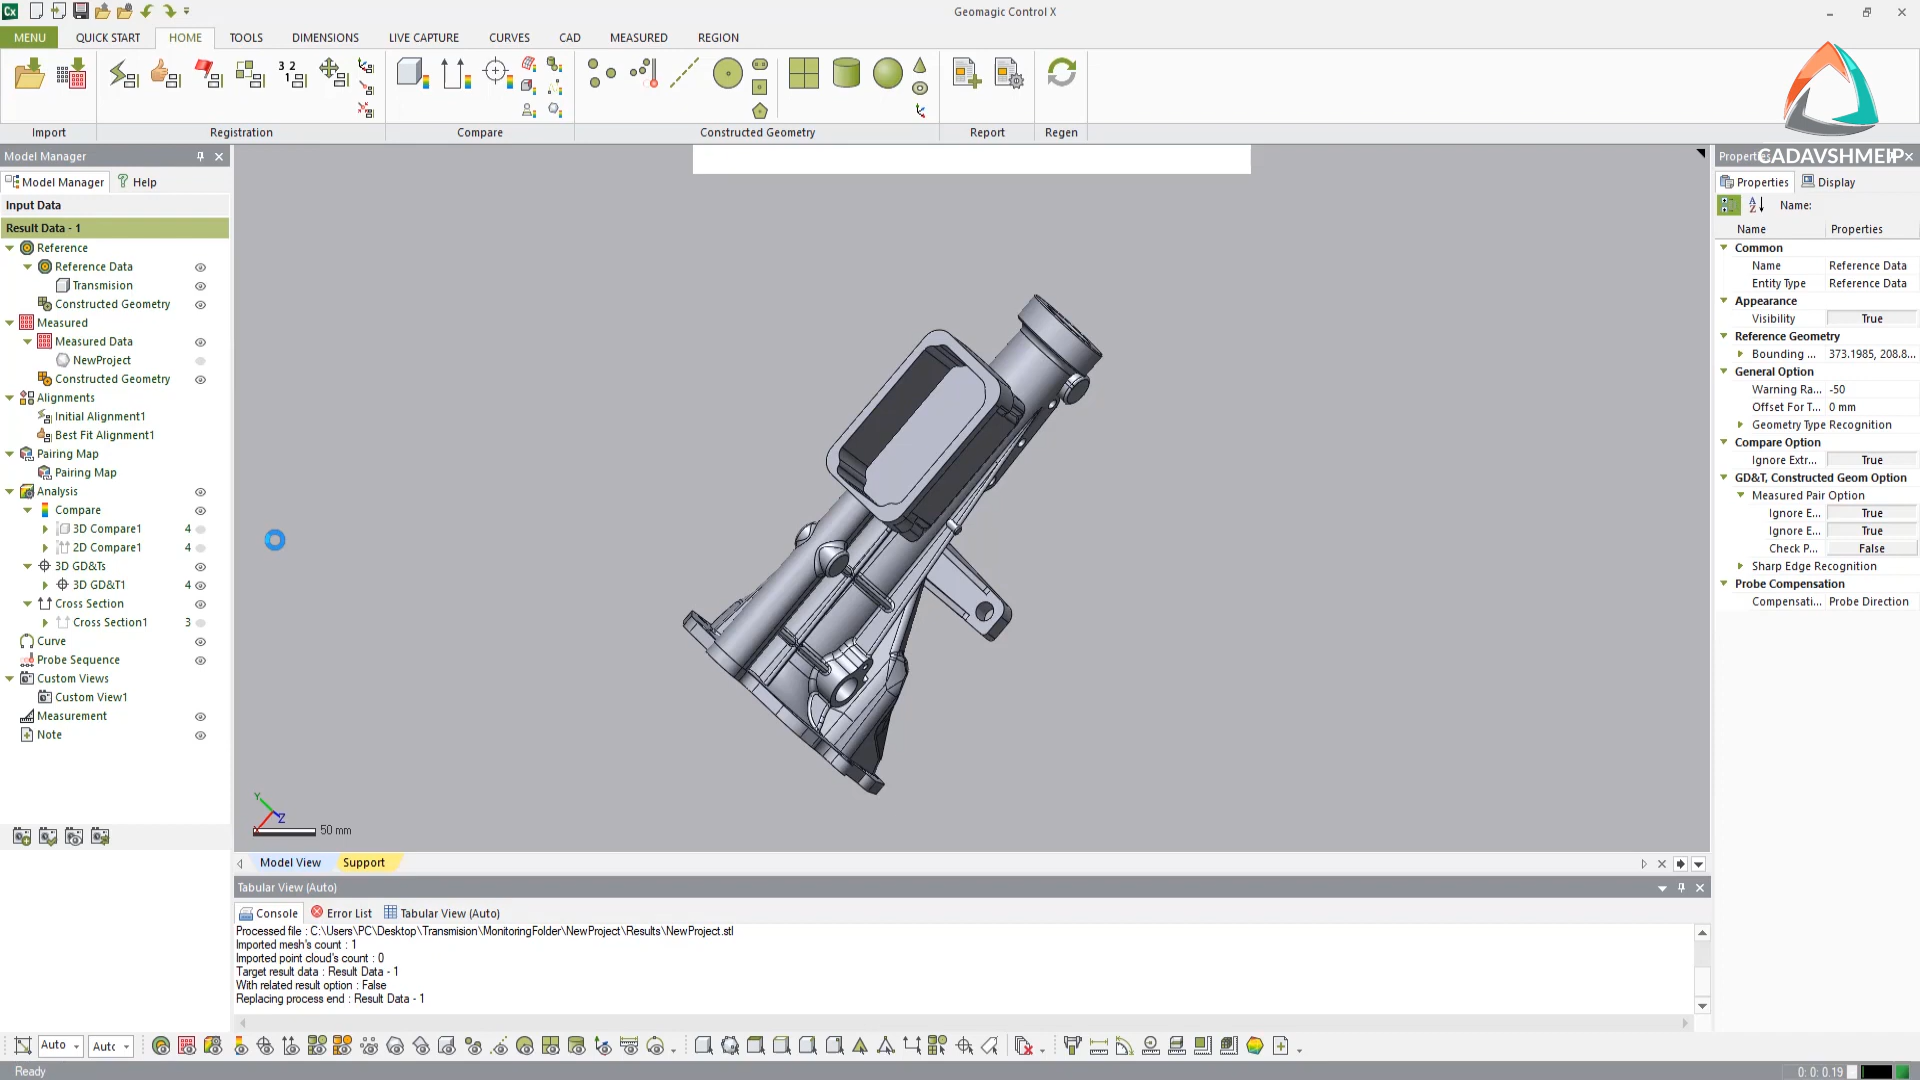 Geomagic Control X
MENU
QUICK START
HOME
TOOLS
DIMENSIONS
LIVE CAPTURE
CURVES
CAD
MEASURED
REGION
3 2
1
Import
Registration
Compare
Constructed Geometry
Report
Regen
CADAVSHMEIP
Model Manager
Model Manager
Help
Input Data
Result Data - 1
Reference
Reference Data
Transmision
Constructed Geometry
Measured
Measured Data
NewProject
Constructed Geometry
Alignments
Initial Alignment1
Best Fit Alignment1
Pairing Map
Pairing Map
Analysis
Compare
3D Compare1 4
2D Compare1 4
3D GD&Ts
3D GD&T1 4
Cross Section
Cross Section1 3
Curve
Probe Sequence
Custom Views
Custom View1
Measurement
Note
Y
Z
50 mm
Model View
Support
Tabular View (Auto)
Console
Error List
Tabular View (Auto)
Processed file : C:\Users\PC\Desktop\Transmision\MonitoringFolder\NewProject\Results\NewProject.stl
Imported mesh's count : 1
Imported point cloud's count : 0
Target result data : Result Data - 1
With related result option : False
Replacing process end : Result Data - 1
Properties
Display
Name:
Name Properties
Common
Name Reference Data
Entity Type Reference Data
Appearance
Visibility True
Reference Geometry
Bounding ... 373.1985, 208.8...
General Option
Warning Ra... -50
Offset For T... 0 mm
Geometry Type Recognition
Compare Option
Ignore Extr... True
GD&T, Constructed Geom Option
Measured Pair Option
Ignore E... True
Ignore E... True
Check P... False
Sharp Edge Recognition
Probe Compensation
Compensati... Probe Direction
Auto
Autc
Ready
0: 0: 0.19